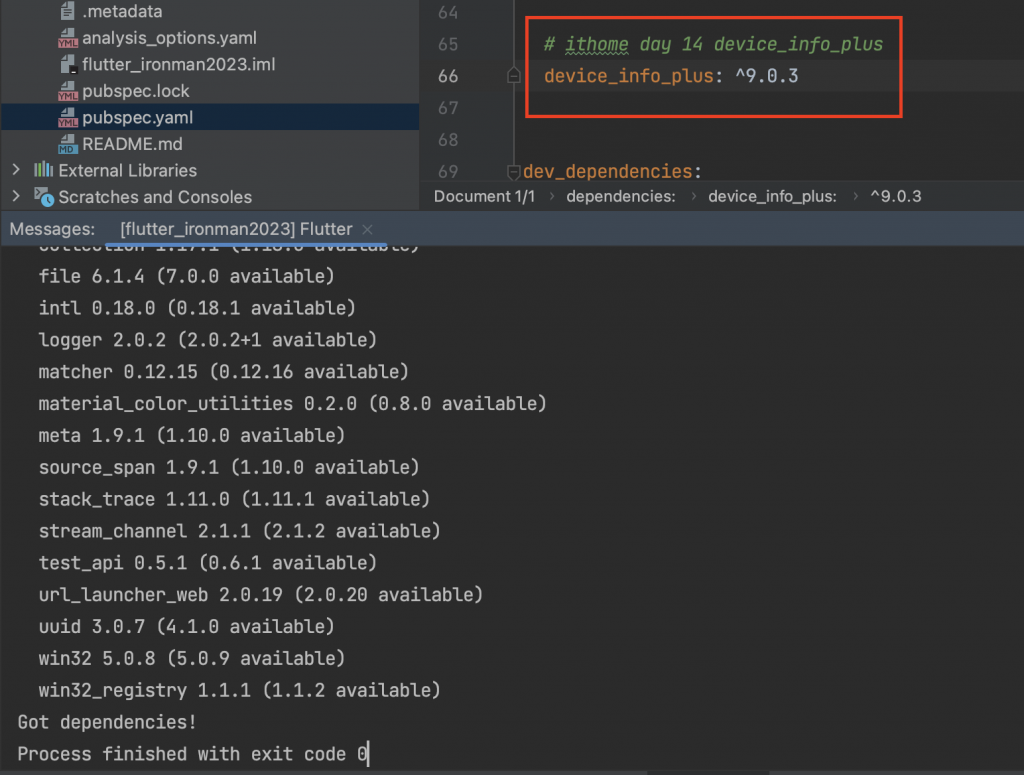 .metadata
analysis_options.yaml
flutter_ironman2023.iml
pubspec.lock
pubspec.yaml
README.md
External Libraries
Scratches and Consoles
64
65 # ithome day 14 device_info_plus
66 device_info_plus: ^9.0.3
67
68
69 dev_dependencies:
Document 1/1 › dependencies: › device_info_plus: › ^9.0.3
Messages: [flutter_ironman2023] Flutter ×
collection 1.17.1 (1.18.0 available)
file 6.1.4 (7.0.0 available)
intl 0.18.0 (0.18.1 available)
logger 2.0.2 (2.0.2+1 available)
matcher 0.12.15 (0.12.16 available)
material_color_utilities 0.2.0 (0.8.0 available)
meta 1.9.1 (1.10.0 available)
source_span 1.9.1 (1.10.0 available)
stack_trace 1.11.0 (1.11.1 available)
stream_channel 2.1.1 (2.1.2 available)
test_api 0.5.1 (0.6.1 available)
url_launcher_web 2.0.19 (2.0.20 available)
uuid 3.0.7 (4.1.0 available)
win32 5.0.8 (5.0.9 available)
win32_registry 1.1.1 (1.1.2 available)
Got dependencies!
Process finished with exit code 0